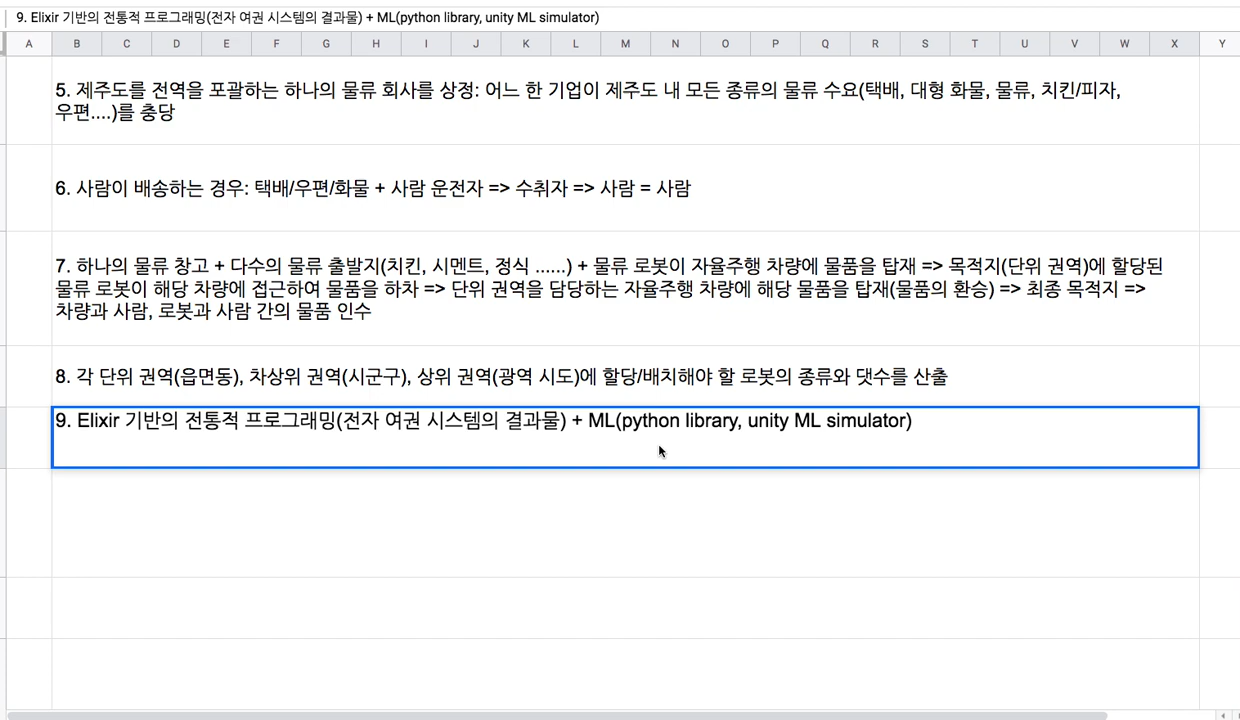 9. Elixir 기반의 전통적 프로그래밍(전자 여권 시스템의 결과물) + ML(python library, unity ML simulator)
A B C D E F G H I J K L M N O P Q R S T U V W X Y
5. 제주도를 전역을 포괄하는 하나의 물류 회사를 상정: 어느 한 기업이 제주도 내 모든 종류의 물류 수요(택배, 대형 화물, 물류, 치킨/피자,
우편....)를 충당
6. 사람이 배송하는 경우: 택배/우편/화물 + 사람 운전자 => 수취자 => 사람 = 사람
7. 하나의 물류 창고 + 다수의 물류 출발지(치킨, 시멘트, 정식 ......) + 물류 로봇이 자율주행 차량에 물품을 탑재 => 목적지(단위 권역)에 할당된
물류 로봇이 해당 차량에 접근하여 물품을 하차 => 단위 권역을 담당하는 자율주행 차량에 해당 물품을 탑재(물품의 환승) => 최종 목적지 =>
차량과 사람, 로봇과 사람 간의 물품 인수
8. 각 단위 권역(읍면동), 차상위 권역(시군구), 상위 권역(광역 시도)에 할당/배치해야 할 로봇의 종류와 댓수를 산출
9. Elixir 기반의 전통적 프로그래밍(전자 여권 시스템의 결과물) + ML(python library, unity ML simulator)